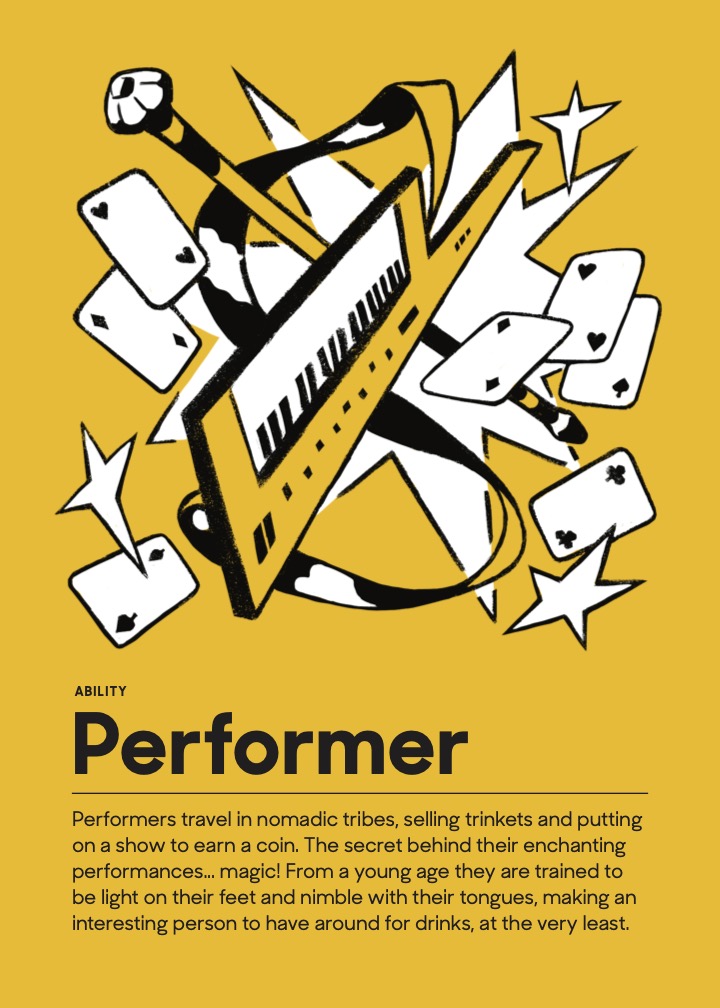 ABILITY
Performer
Performers travel in nomadic tribes, selling trinkets and putting
on a show to earn a coin. The secret behind their enchanting
performances... magic! From a young age they are trained to
be light on their feet and nimble with their tongues, making an
interesting person to have around for drinks, at the very least.